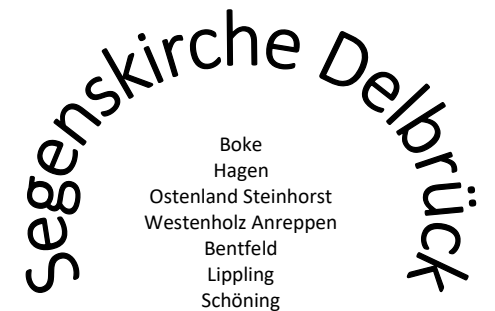 Segenskirche Delbrück
Boke
Hagen
Ostenland Steinhorst
Westenholz Anreppen
Bentfeld
Lippling
Schöning